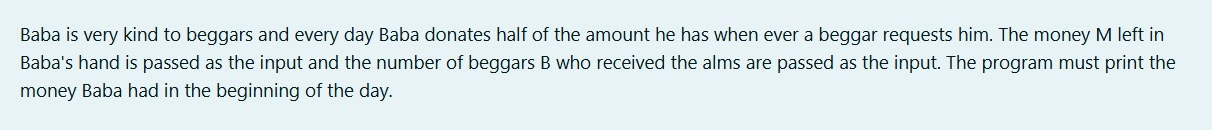 Baba is very kind to beggars and every day Baba donates half of the amount he has when ever a beggar requests him. The money M left in
Baba's hand is passed as the input and the number of beggars B who received the alms are passed as the input. The program must print the
money Baba had in the beginning of the day.